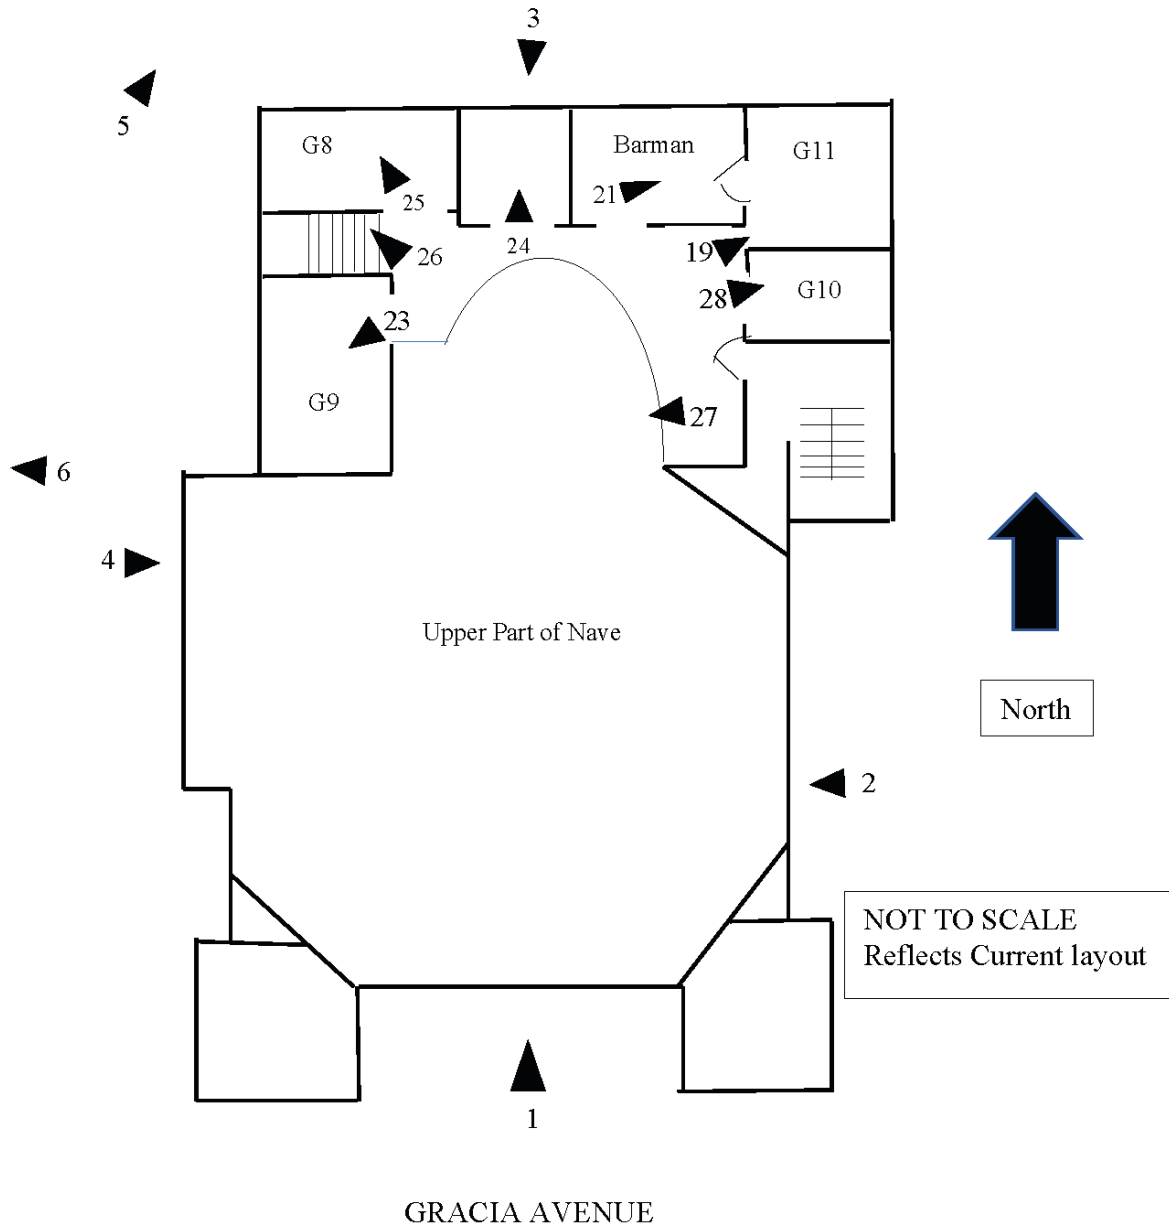 3
5
G8
Barman
G11
25
21
24
26
19
28
G10
23
G9
27
6
4
Upper Part of Nave
North
2
NOT TO SCALE
Reflects Current layout
1
GRACIA AVENUE